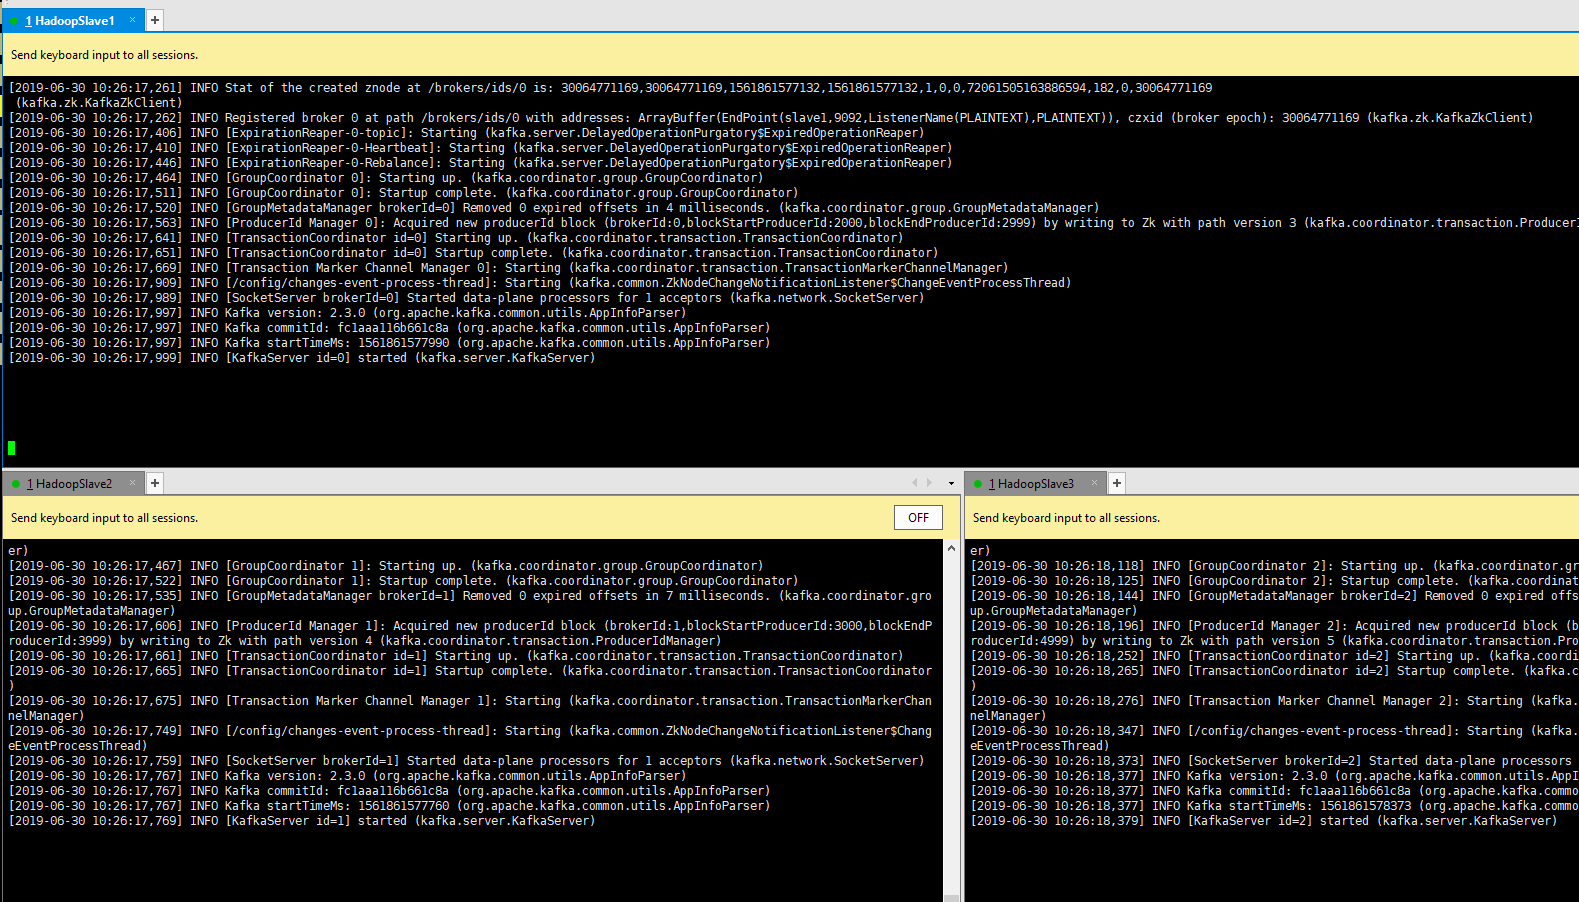 1 HadoopSlave1 × +
Send keyboard input to all sessions.
[2019-06-30 10:26:17,261] INFO Stat of the created znode at /brokers/ids/0 is: 30064771169,30064771169,1561861577132,1561861577132,1,0,0,72061505163886594,182,0,30064771169
(kafka.zk.KafkaZkClient)
[2019-06-30 10:26:17,262] INFO Registered broker 0 at path /brokers/ids/0 with addresses: ArrayBuffer(EndPoint(slave1,9092,ListenerName(PLAINTEXT),PLAINTEXT)), czxid (broker epoch): 30064771169 (kafka.zk.KafkaZkClient)
[2019-06-30 10:26:17,406] INFO [ExpirationReaper-0-topic]: Starting (kafka.server.DelayedOperationPurgatory$ExpiredOperationReaper)
[2019-06-30 10:26:17,410] INFO [ExpirationReaper-0-Heartbeat]: Starting (kafka.server.DelayedOperationPurgatory$ExpiredOperationReaper)
[2019-06-30 10:26:17,446] INFO [ExpirationReaper-0-Rebalance]: Starting (kafka.server.DelayedOperationPurgatory$ExpiredOperationReaper)
[2019-06-30 10:26:17,464] INFO [GroupCoordinator 0]: Starting up. (kafka.coordinator.group.GroupCoordinator)
[2019-06-30 10:26:17,511] INFO [GroupCoordinator 0]: Startup complete. (kafka.coordinator.group.GroupCoordinator)
[2019-06-30 10:26:17,520] INFO [GroupMetadataManager brokerId=0] Removed 0 expired offsets in 4 milliseconds. (kafka.coordinator.group.GroupMetadataManager)
[2019-06-30 10:26:17,563] INFO [ProducerId Manager 0]: Acquired new producerId block (brokerId:0,blockStartProducerId:2000,blockEndProducerId:2999) by writing to Zk with path version 3 (kafka.coordinator.transaction.ProducerI
[2019-06-30 10:26:17,641] INFO [TransactionCoordinator id=0] Starting up. (kafka.coordinator.transaction.TransactionCoordinator)
[2019-06-30 10:26:17,651] INFO [TransactionCoordinator id=0] Startup complete. (kafka.coordinator.transaction.TransactionCoordinator)
[2019-06-30 10:26:17,669] INFO [Transaction Marker Channel Manager 0]: Starting (kafka.coordinator.transaction.TransactionMarkerChannelManager)
[2019-06-30 10:26:17,909] INFO [/config/changes-event-process-thread]: Starting (kafka.common.ZkNodeChangeNotificationListener$ChangeEventProcessThread)
[2019-06-30 10:26:17,989] INFO [SocketServer brokerId=0] Started data-plane processors for 1 acceptors (kafka.network.SocketServer)
[2019-06-30 10:26:17,997] INFO Kafka version: 2.3.0 (org.apache.kafka.common.utils.AppInfoParser)
[2019-06-30 10:26:17,997] INFO Kafka commitId: fc1aaa116b661c8a (org.apache.kafka.common.utils.AppInfoParser)
[2019-06-30 10:26:17,997] INFO Kafka startTimeMs: 1561861577990 (org.apache.kafka.common.utils.AppInfoParser)
[2019-06-30 10:26:17,999] INFO [KafkaServer id=0] started (kafka.server.KafkaServer)
1 HadoopSlave2 × +
Send keyboard input to all sessions. OFF
er)
[2019-06-30 10:26:17,467] INFO [GroupCoordinator 1]: Starting up. (kafka.coordinator.group.GroupCoordinator)
[2019-06-30 10:26:17,522] INFO [GroupCoordinator 1]: Startup complete. (kafka.coordinator.group.GroupCoordinator)
[2019-06-30 10:26:17,535] INFO [GroupMetadataManager brokerId=1] Removed 0 expired offsets in 7 milliseconds. (kafka.coordinator.gro
up.GroupMetadataManager)
[2019-06-30 10:26:17,606] INFO [ProducerId Manager 1]: Acquired new producerId block (brokerId:1,blockStartProducerId:3000,blockEndP
roducerId:3999) by writing to Zk with path version 4 (kafka.coordinator.transaction.ProducerIdManager)
[2019-06-30 10:26:17,661] INFO [TransactionCoordinator id=1] Starting up. (kafka.coordinator.transaction.TransactionCoordinator)
[2019-06-30 10:26:17,665] INFO [TransactionCoordinator id=1] Startup complete. (kafka.coordinator.transaction.TransactionCoordinator
)
[2019-06-30 10:26:17,675] INFO [Transaction Marker Channel Manager 1]: Starting (kafka.coordinator.transaction.TransactionMarkerChan
nelManager)
[2019-06-30 10:26:17,749] INFO [/config/changes-event-process-thread]: Starting (kafka.common.ZkNodeChangeNotificationListener$Chang
eEventProcessThread)
[2019-06-30 10:26:17,759] INFO [SocketServer brokerId=1] Started data-plane processors for 1 acceptors (kafka.network.SocketServer)
[2019-06-30 10:26:17,767] INFO Kafka version: 2.3.0 (org.apache.kafka.common.utils.AppInfoParser)
[2019-06-30 10:26:17,767] INFO Kafka commitId: fc1aaa116b661c8a (org.apache.kafka.common.utils.AppInfoParser)
[2019-06-30 10:26:17,767] INFO Kafka startTimeMs: 1561861577760 (org.apache.kafka.common.utils.AppInfoParser)
[2019-06-30 10:26:17,769] INFO [KafkaServer id=1] started (kafka.server.KafkaServer)
1 HadoopSlave3 × +
Send keyboard input to all sessions.
er)
[2019-06-30 10:26:18,118] INFO [GroupCoordinator 2]: Starting up. (kafka.coordinator.gr
[2019-06-30 10:26:18,125] INFO [GroupCoordinator 2]: Startup complete. (kafka.coordinat
[2019-06-30 10:26:18,144] INFO [GroupMetadataManager brokerId=2] Removed 0 expired offs
up.GroupMetadataManager)
[2019-06-30 10:26:18,196] INFO [ProducerId Manager 2]: Acquired new producerId block (b
roducerId:4999) by writing to Zk with path version 5 (kafka.coordinator.transaction.Pro
[2019-06-30 10:26:18,252] INFO [TransactionCoordinator id=2] Starting up. (kafka.coordi
[2019-06-30 10:26:18,265] INFO [TransactionCoordinator id=2] Startup complete. (kafka.c
)
[2019-06-30 10:26:18,276] INFO [Transaction Marker Channel Manager 2]: Starting (kafka.
nelManager)
[2019-06-30 10:26:18,347] INFO [/config/changes-event-process-thread]: Starting (kafka.
eEventProcessThread)
[2019-06-30 10:26:18,373] INFO [SocketServer brokerId=2] Started data-plane processors
[2019-06-30 10:26:18,377] INFO Kafka version: 2.3.0 (org.apache.kafka.common.utils.AppI
[2019-06-30 10:26:18,377] INFO Kafka commitId: fc1aaa116b661c8a (org.apache.kafka.commo
[2019-06-30 10:26:18,377] INFO Kafka startTimeMs: 1561861578373 (org.apache.kafka.commo
[2019-06-30 10:26:18,379] INFO [KafkaServer id=2] started (kafka.server.KafkaServer)